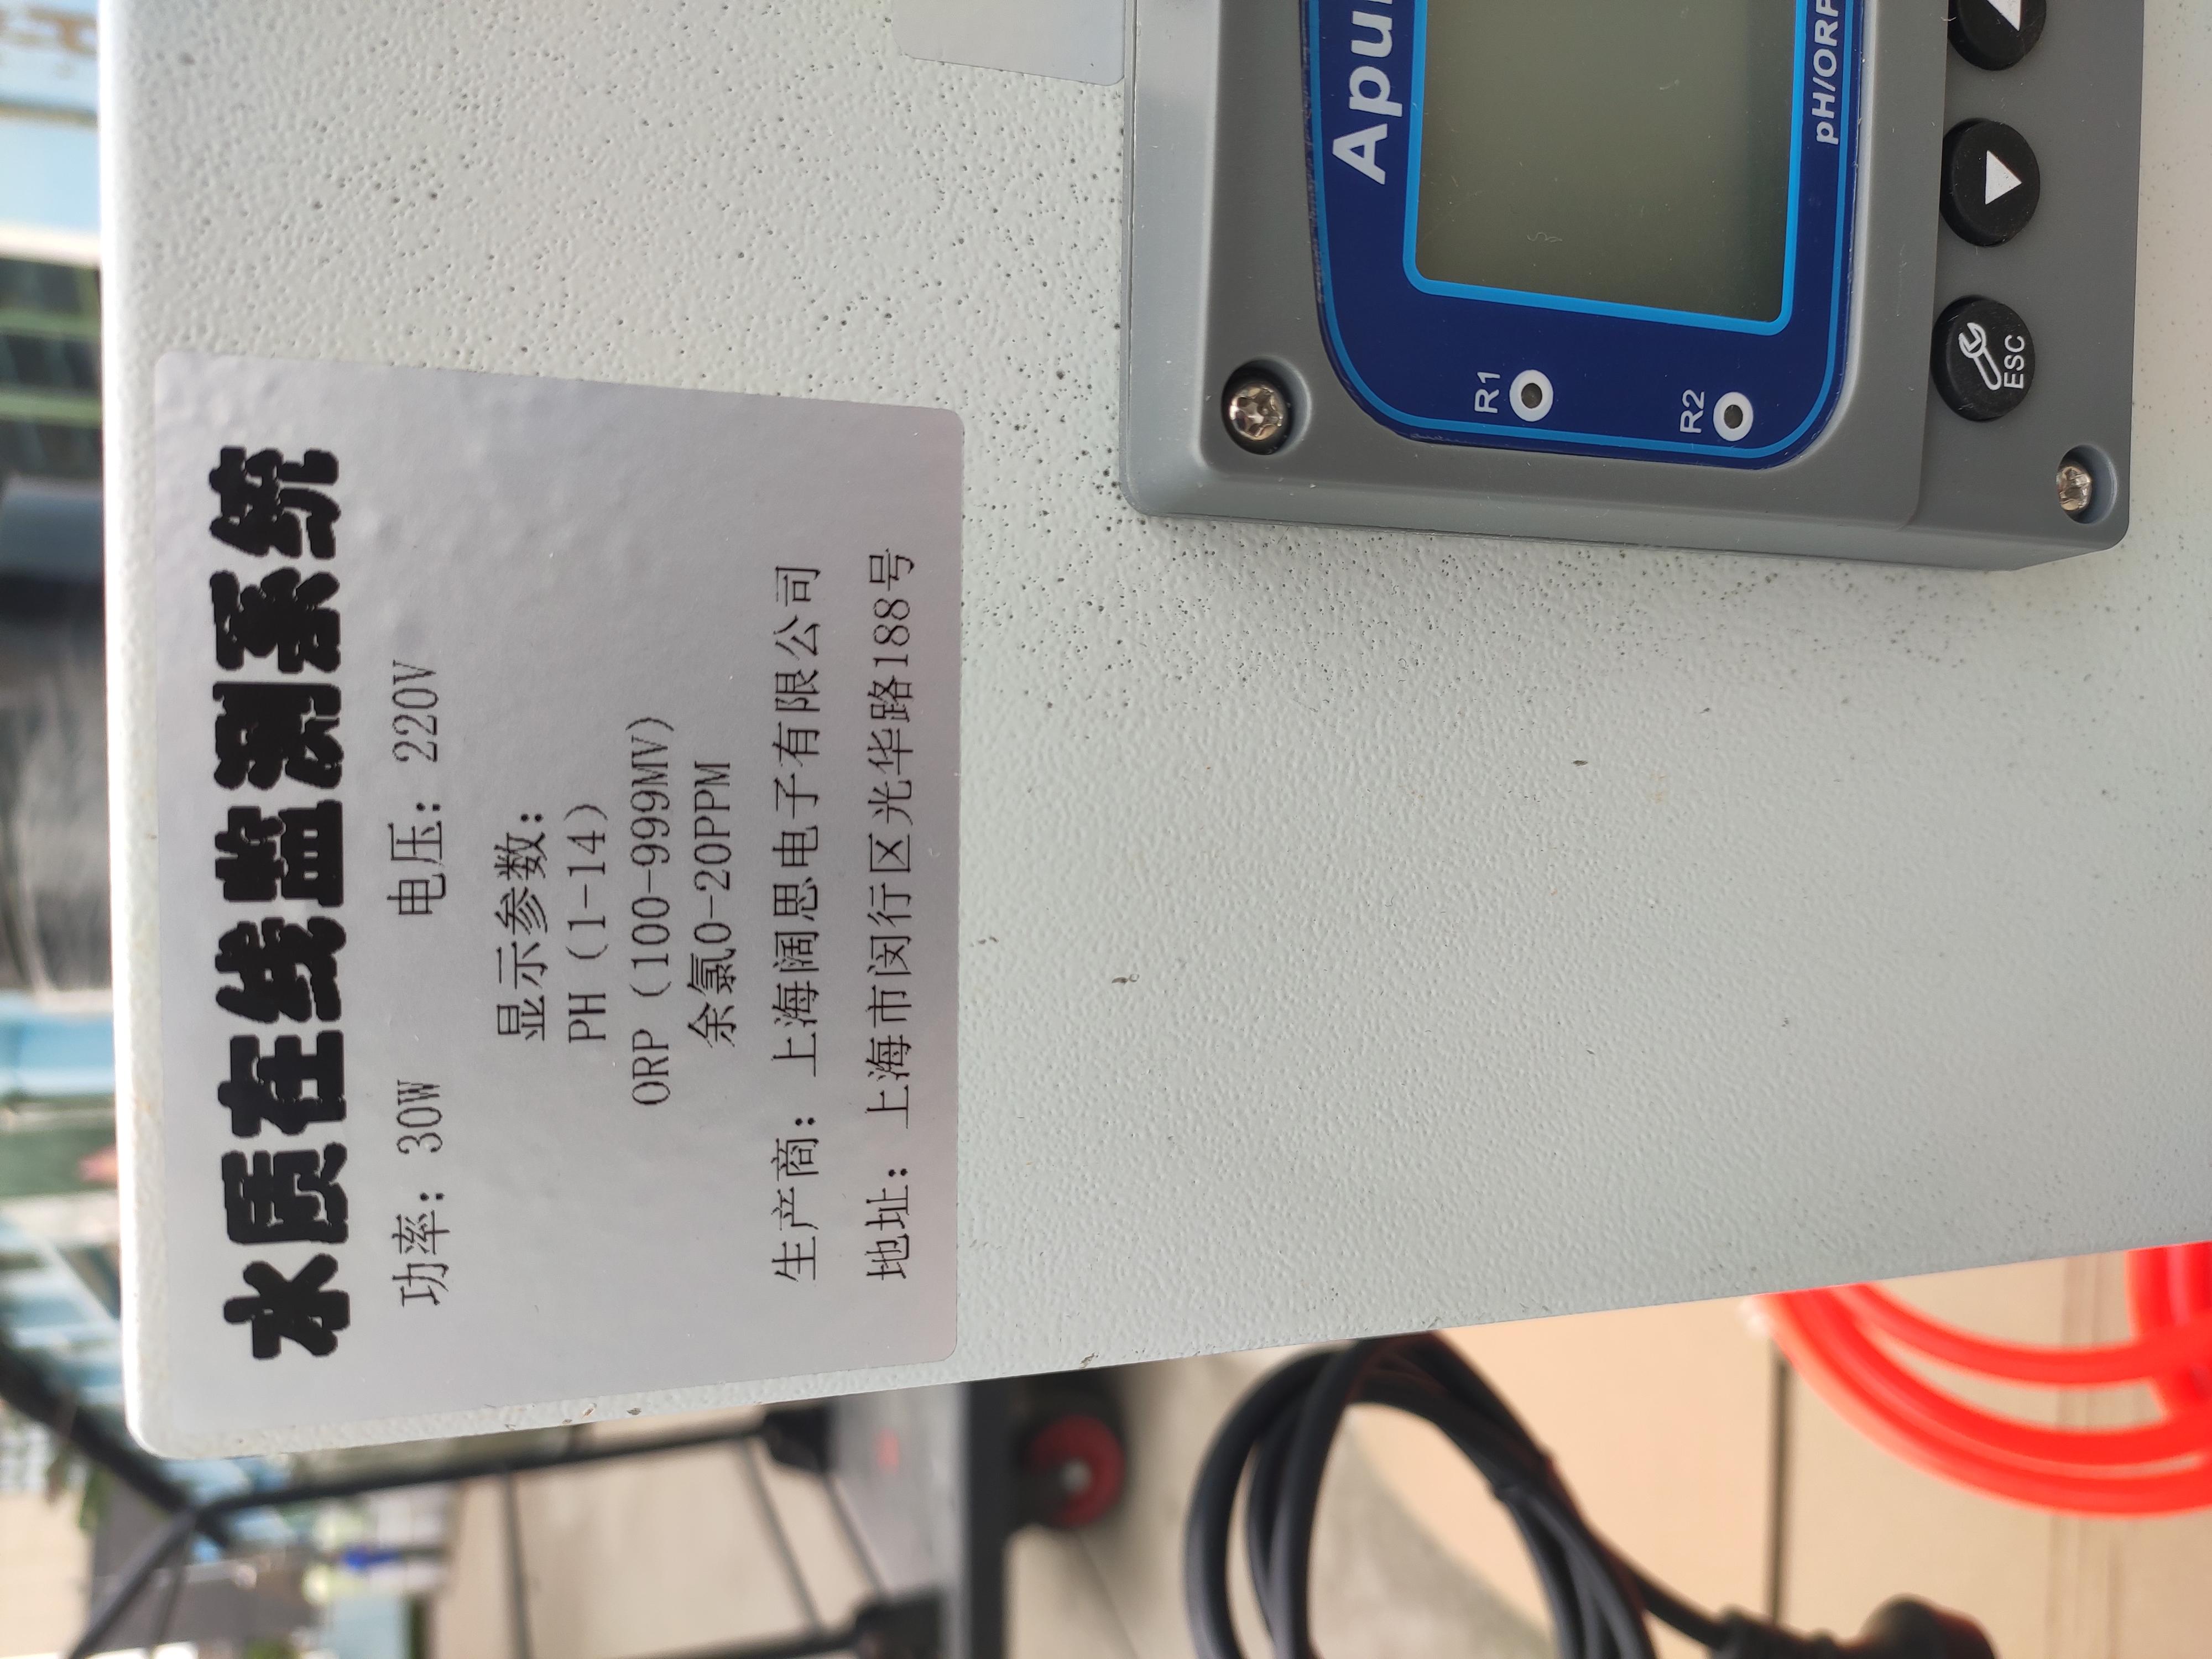 水质在线监测系统
功率：30W 电压：220V
显示参数：
PH（1-14）
ORP（100-999MV）
余氯0-20PPM
生产商：上海阔思电子有限公司
地址：上海市闵行区光华路188号
R1
R2
pH/ORP
ESC